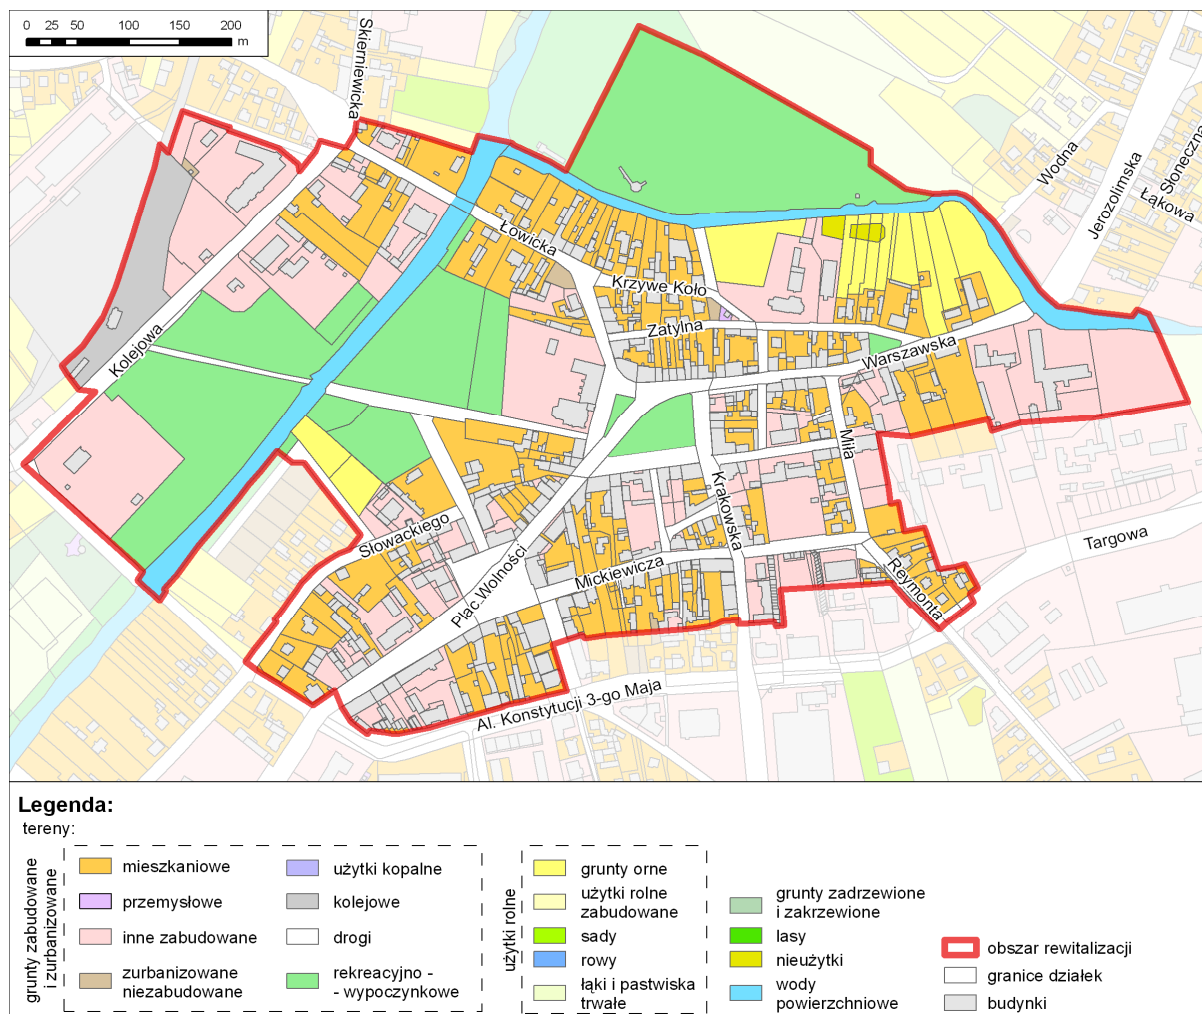 0 25 50 100 150 200
m
Skierniewicka
Wodna
Jerozolimska
Słoneczna
Łąkowa
Łowicka
Krzywe Koło
Zatylna
Warszawska
Kolejowa
Miła
Krakowska
Słowackiego
Plac Wolności
Mickiewicza
Reymonta
Targowa
Al. Konstytucji 3-go Maja
Legenda:
tereny:
grunty zabudowane
i zurbanizowane
mieszkaniowe
przemysłowe
inne zabudowane
zurbanizowane
niezabudowane
użytki kopalne
kolejowe
drogi
rekreacyjno -
- wypoczynkowe
użytki rolne
grunty orne
użytki rolne
zabudowane
sady
rowy
łąki i pastwiska
trwałe
grunty zadrzewione
i zakrzewione
lasy
nieużytki
wody
powierzchniowe
obszar rewitalizacji
granice działek
budynki